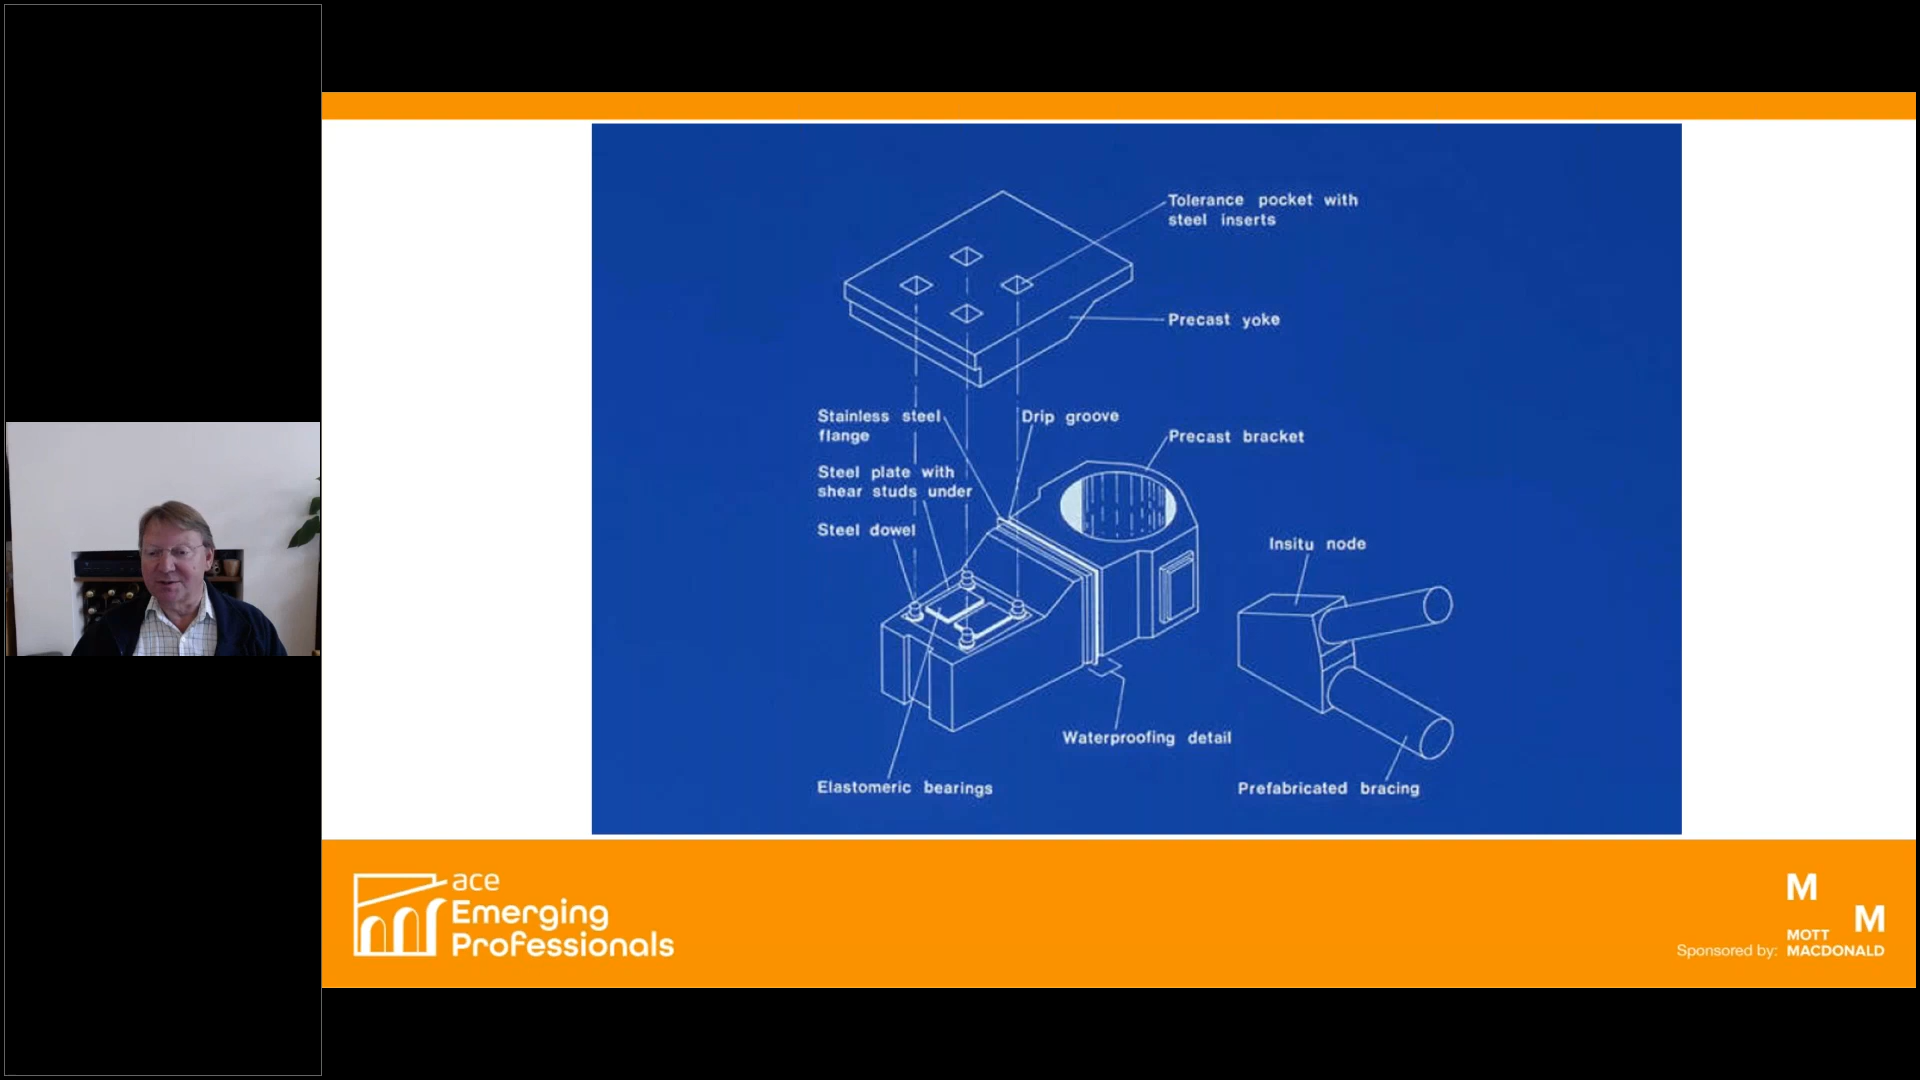 Tolerance pocket with
steel inserts
Precast yoke
Stainless steel
flange
Drip groove
Precast bracket
Steel plate with
shear studs under
Steel dowel
Insitu node
Waterproofing detail
Elastomeric bearings
Prefabricated bracing
ace
Emerging
Professionals
M
M
Sponsored by:
MOTT
MACDONALD